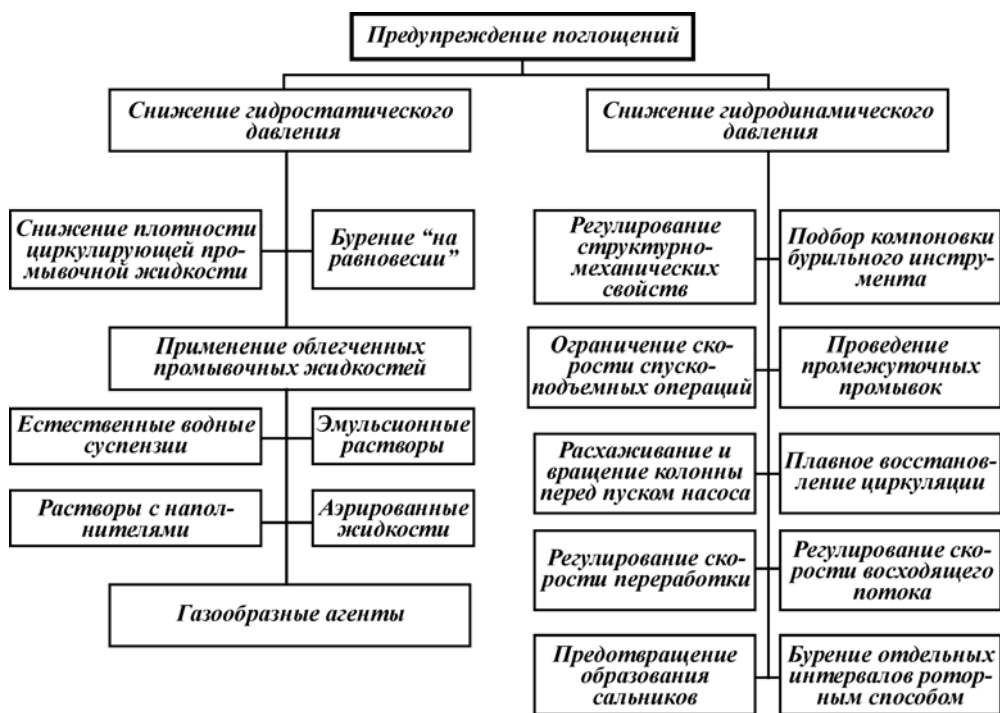 Предупреждение поглощений
Снижение гидростатического
давления
Снижение плотности
циркулирующей про-
мывочной жидкости
Бурение “на
равновесии”
Применение облегченных
промывочных жидкостей
Естественные водные
суспензии
Эмульсионные
растворы
Растворы с напол-
нителями
Аэрированные
жидкости
Газообразные агенты
Снижение гидродинамического
давления
Регулирование
структурно-
механических
свойств
Подбор компоновки
бурильного инстру-
мента
Ограничение ско-
рости спуско-
подъемных операций
Проведение
промежуточных
промывок
Расхаживание и
вращение колонны
перед пуском насоса
Плавное восстанов-
ление циркуляции
Регулирование ско-
рости переработки
Регулирование ско-
рости восходящего
потока
Предотвращение
образования
сальников
Бурение отдельных
интервалов ротор-
ным способом